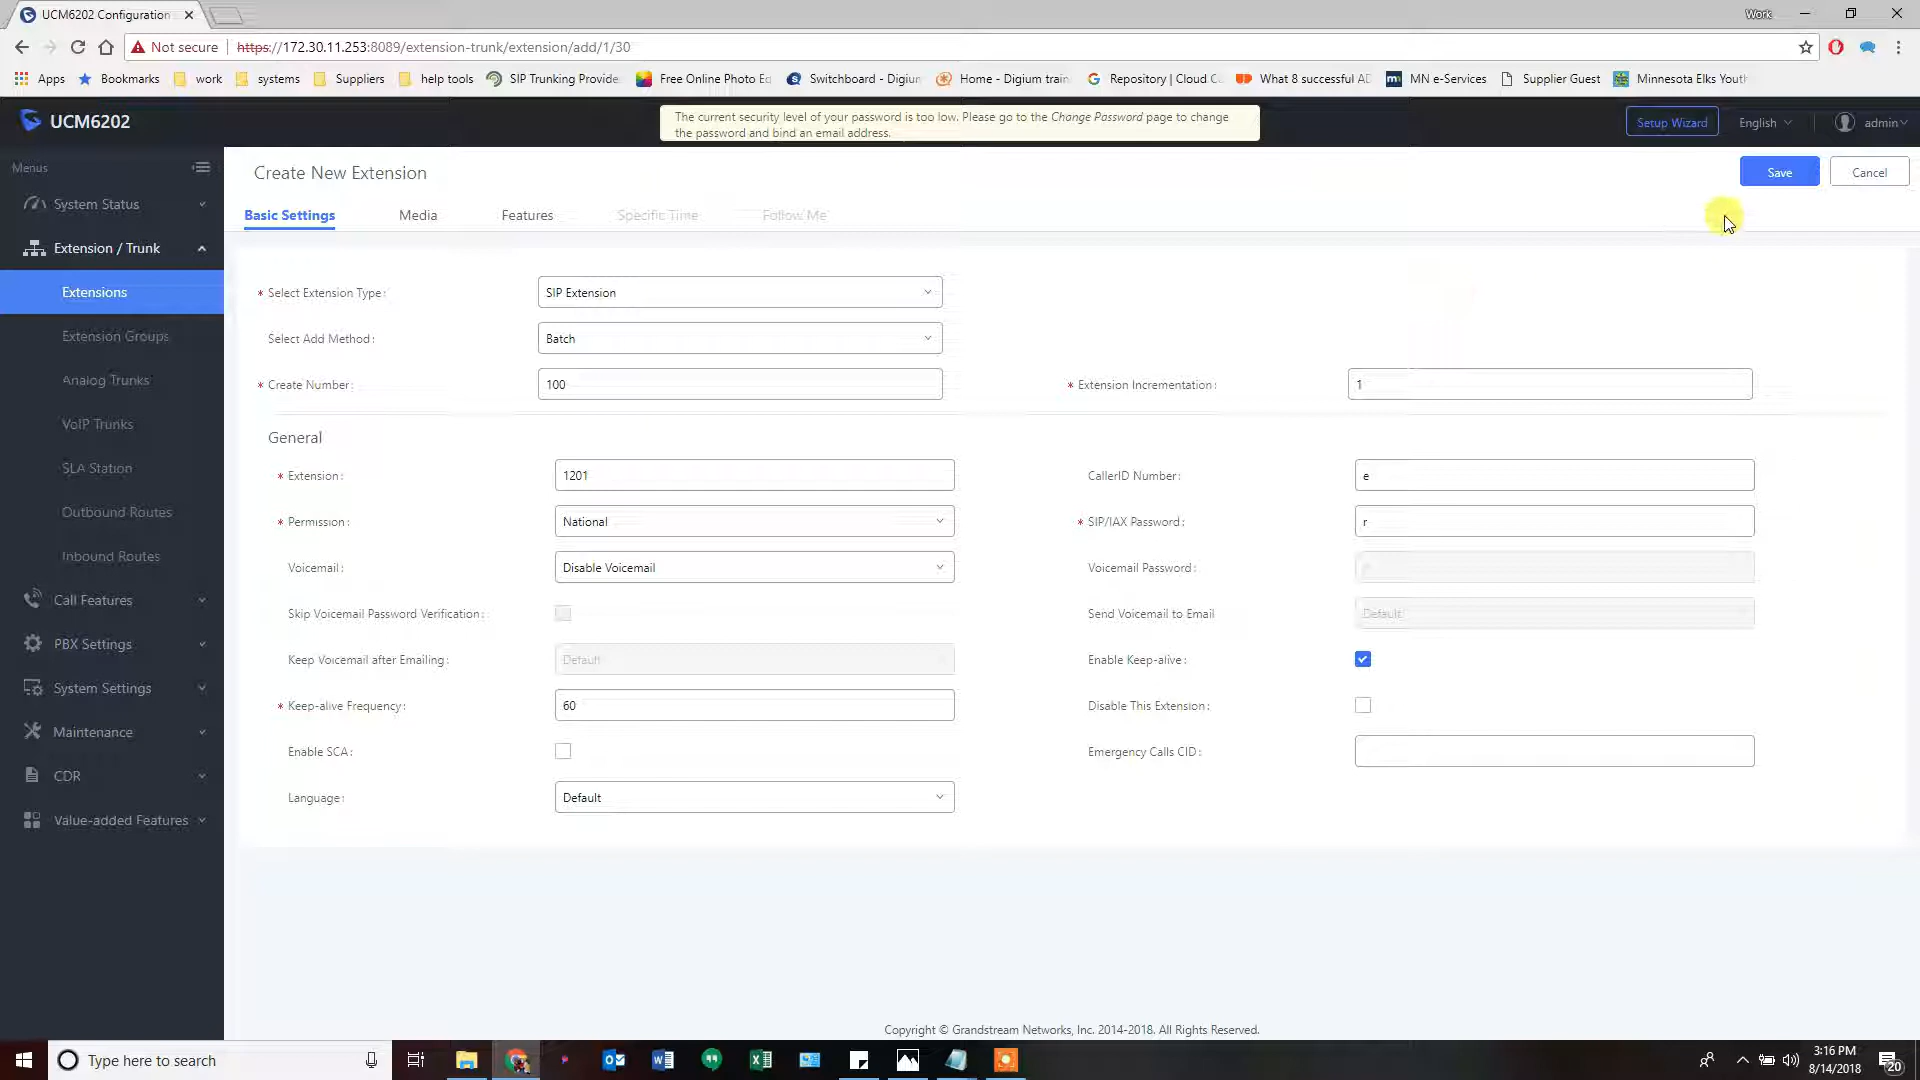 UCM6202 Configuration
Work
Not secure
https://172.30.11.253:8089/extension-trunk/extension/add/1/30
Apps
Bookmarks
work
systems
Suppliers
help tools
SIP Trunking Provide
Free Online Photo Ed
Switchboard - Digium
Home - Digium train
Repository | Cloud C
What 8 successful AD
MN e-Services
Supplier Guest
Minnesota Elks Youth
UCM6202
The current security level of your password is too low. Please go to the Change Password page to change
the password and bind an email address.
Setup Wizard
English
admin
Menus
System Status
Extension / Trunk
Extensions
Extension Groups
Analog Trunks
VoIP Trunks
SLA Station
Outbound Routes
Inbound Routes
Call Features
PBX Settings
System Settings
Maintenance
CDR
Value-added Features
Create New Extension
Save
Cancel
Basic Settings
Media
Features
Specific Time
Follow Me
* Select Extension Type:
SIP Extension
Select Add Method:
Batch
* Create Number:
100
* Extension Incrementation:
1
General
* Extension:
1201
CallerID Number:
e
* Permission:
National
* SIP/IAX Password:
r
Voicemail:
Disable Voicemail
Voicemail Password:
Skip Voicemail Password Verification:
Send Voicemail to Email
Default
Keep Voicemail after Emailing:
Default
Enable Keep-alive:
* Keep-alive Frequency:
60
Disable This Extension:
Enable SCA:
Emergency Calls CID:
Language:
Default
Copyright © Grandstream Networks, Inc. 2014-2018. All Rights Reserved.
Type here to search
3:16 PM
8/14/2018
20